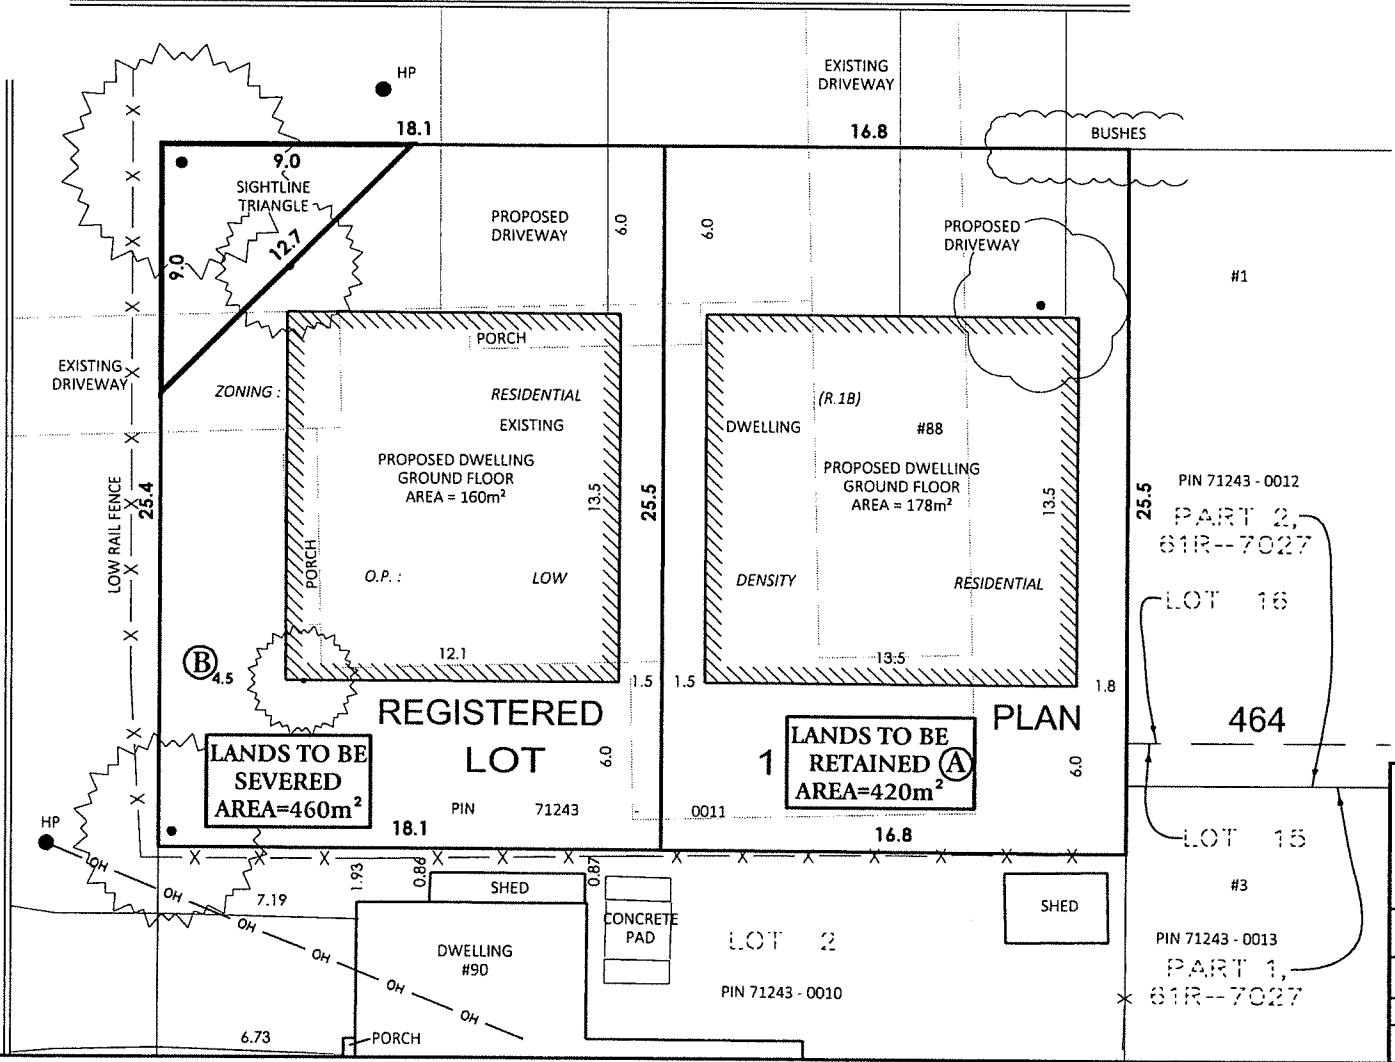 HP
EXISTING
DRIVEWAY
18.1
16.8
BUSHES
9.0
SIGHTLINE
TRIANGLE
12.7
9.0
PROPOSED
DRIVEWAY
6.0
6.0
PROPOSED
DRIVEWAY
#1
PORCH
EXISTING
DRIVEWAY
ZONING :
RESIDENTIAL
(R.1B)
EXISTING
DWELLING
#88
PROPOSED DWELLING
GROUND FLOOR
AREA = 160m²
PROPOSED DWELLING
GROUND FLOOR
AREA = 178m²
LOW RAIL FENCE
25.4
13.5
25.5
13.5
25.5
PIN 71243 - 0012
PART 2,
61R--7027
PORCH
O.P. :
LOW
DENSITY
RESIDENTIAL
LOT 16
B
4.5
12.1
13.5
1.5
1.5
1.8
REGISTERED
PLAN
464
LOT
1
LANDS TO BE
SEVERED
AREA=460m²
LANDS TO BE
RETAINED A
AREA=420m²
6.0
6.0
PIN 71243 - 0011
HP
18.1
16.8
LOT 15
OH
OH
OH
OH
OH
OH
7.19
1.93
0.86
SHED
0.87
CONCRETE
PAD
SHED
#3
DWELLING
#90
LOT 2
PIN 71243 - 0010
PIN 71243 - 0013
PART 1,
61R--7027
6.73
PORCH